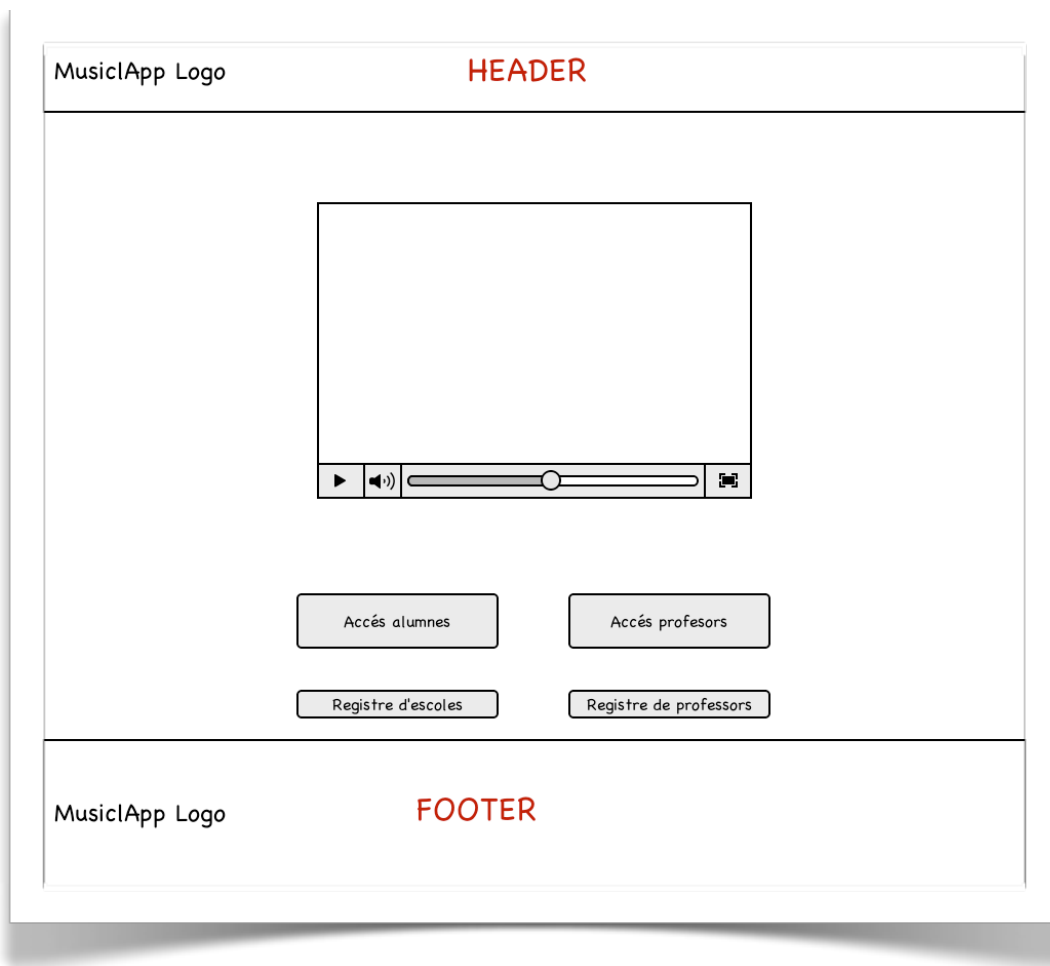 MusiclApp Logo HEADER
Accés alumnes Accés profesors
Registre d'escoles Registre de professors
MusiclApp Logo FOOTER